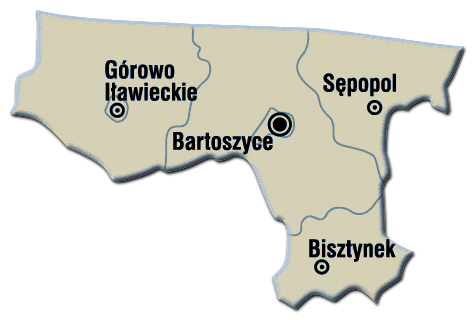 Górowo
Iławieckie
Sępopol
Bartoszyce
Bisztynek